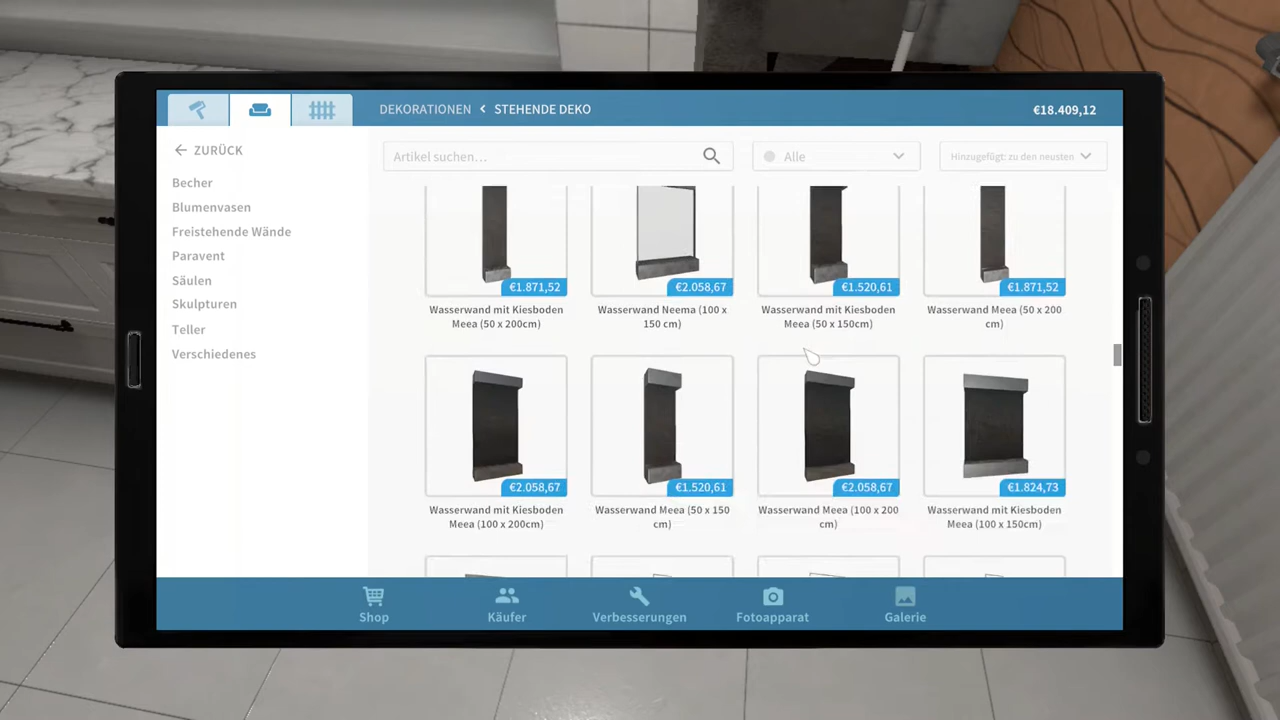 DEKORATIONEN < STEHENDE DEKO
€18.409,12
ZURÜCK
Artikel suchen...
Alle
Hinzugefügt: zu den neusten
Becher
Blumenvasen
Freistehende Wände
Paravent
Säulen
Skulpturen
Teller
Verschiedenes
€1.871,52
€2.058,67
€1.520,61
€1.871,52
Wasserwand mit Kiesboden
Meea (50 x 200cm)
Wasserwand Neema (100 x
150 cm)
Wasserwand mit Kiesboden
Meea (50 x 150cm)
Wasserwand Meea (50 x 200
cm)
€2.058,67
€1.520,61
€2.058,67
€1.824,73
Wasserwand mit Kiesboden
Meea (100 x 200cm)
Wasserwand Meea (50 x 150
cm)
Wasserwand Meea (100 x 200
cm)
Wasserwand mit Kiesboden
Meea (100 x 150cm)
Shop
Käufer
Verbesserungen
Fotoapparat
Galerie